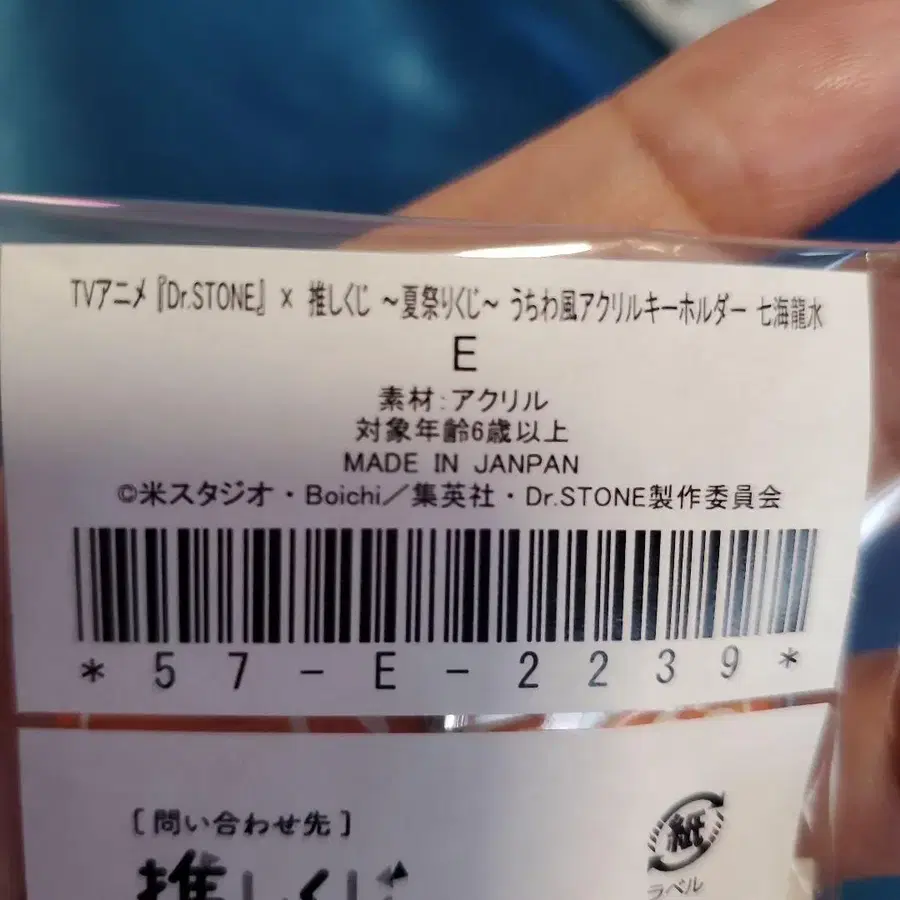 TVアニメ『Dr.STONE』× 推しくじ ～夏祭りくじ～ うちわ風アクリルキーホルダー 七海龍水
E
素材：アクリル
対象年齢6歳以上
MADE IN JANPAN
©米スタジオ・Boichi／集英社・Dr.STONE製作委員会
*57-E-2239*
[問い合わせ先]
推しくじ
紙
ラベル